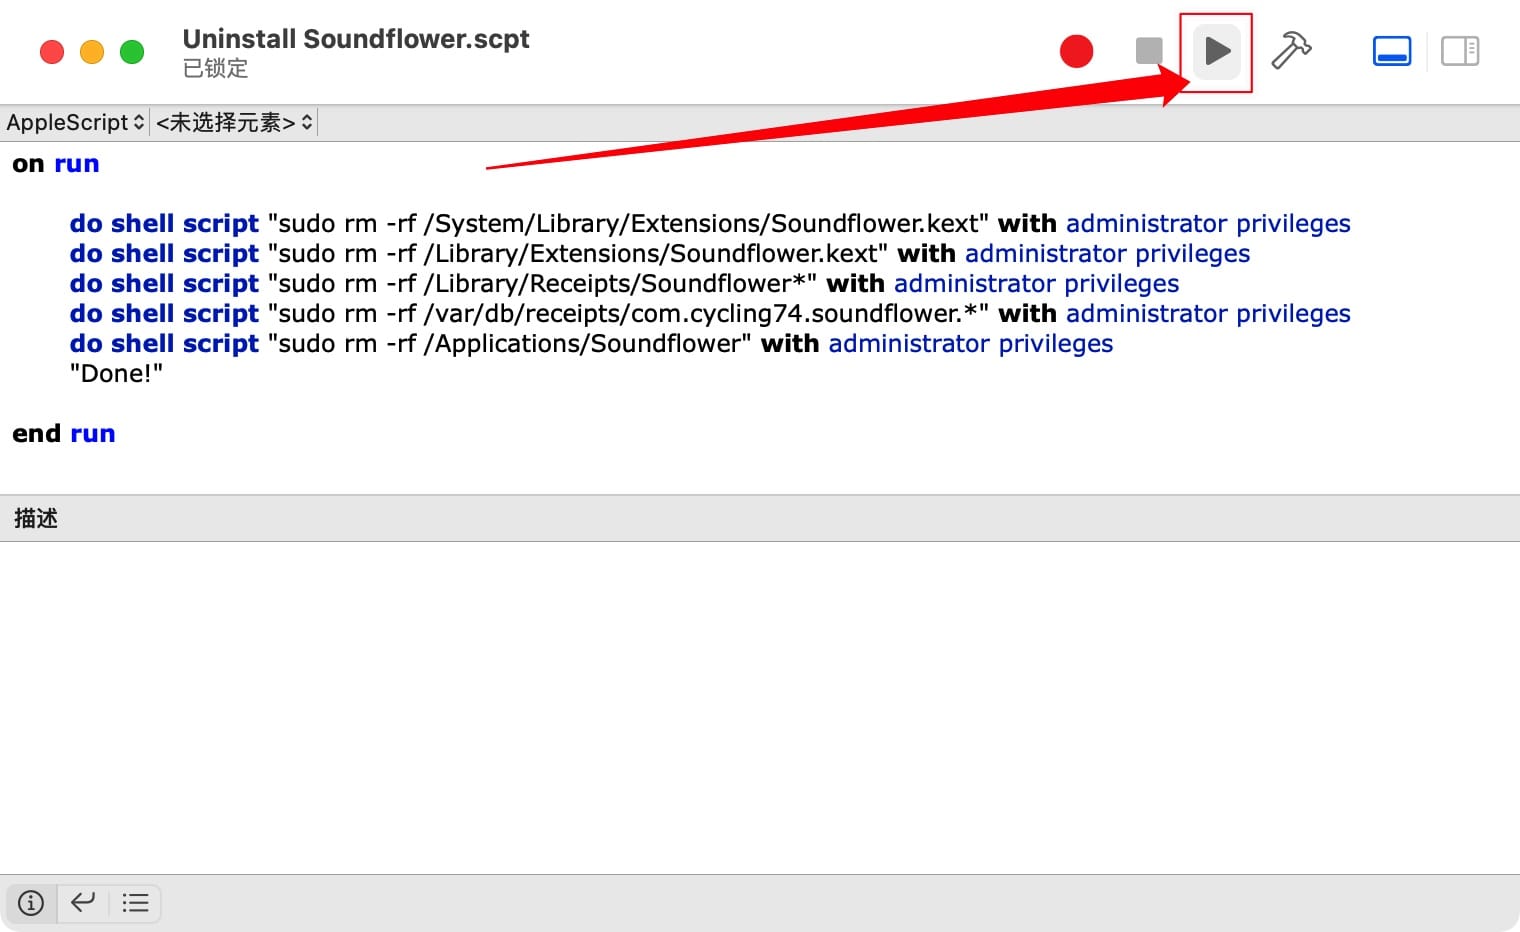 Uninstall Soundflower.scpt
已锁定
AppleScript <未选择元素>
on run
do shell script "sudo rm -rf /System/Library/Extensions/Soundflower.kext" with administrator privileges
do shell script "sudo rm -rf /Library/Extensions/Soundflower.kext" with administrator privileges
do shell script "sudo rm -rf /Library/Receipts/Soundflower*" with administrator privileges
do shell script "sudo rm -rf /var/db/receipts/com.cycling74.soundflower.*" with administrator privileges
do shell script "sudo rm -rf /Applications/Soundflower" with administrator privileges
"Done!"
end run
描述